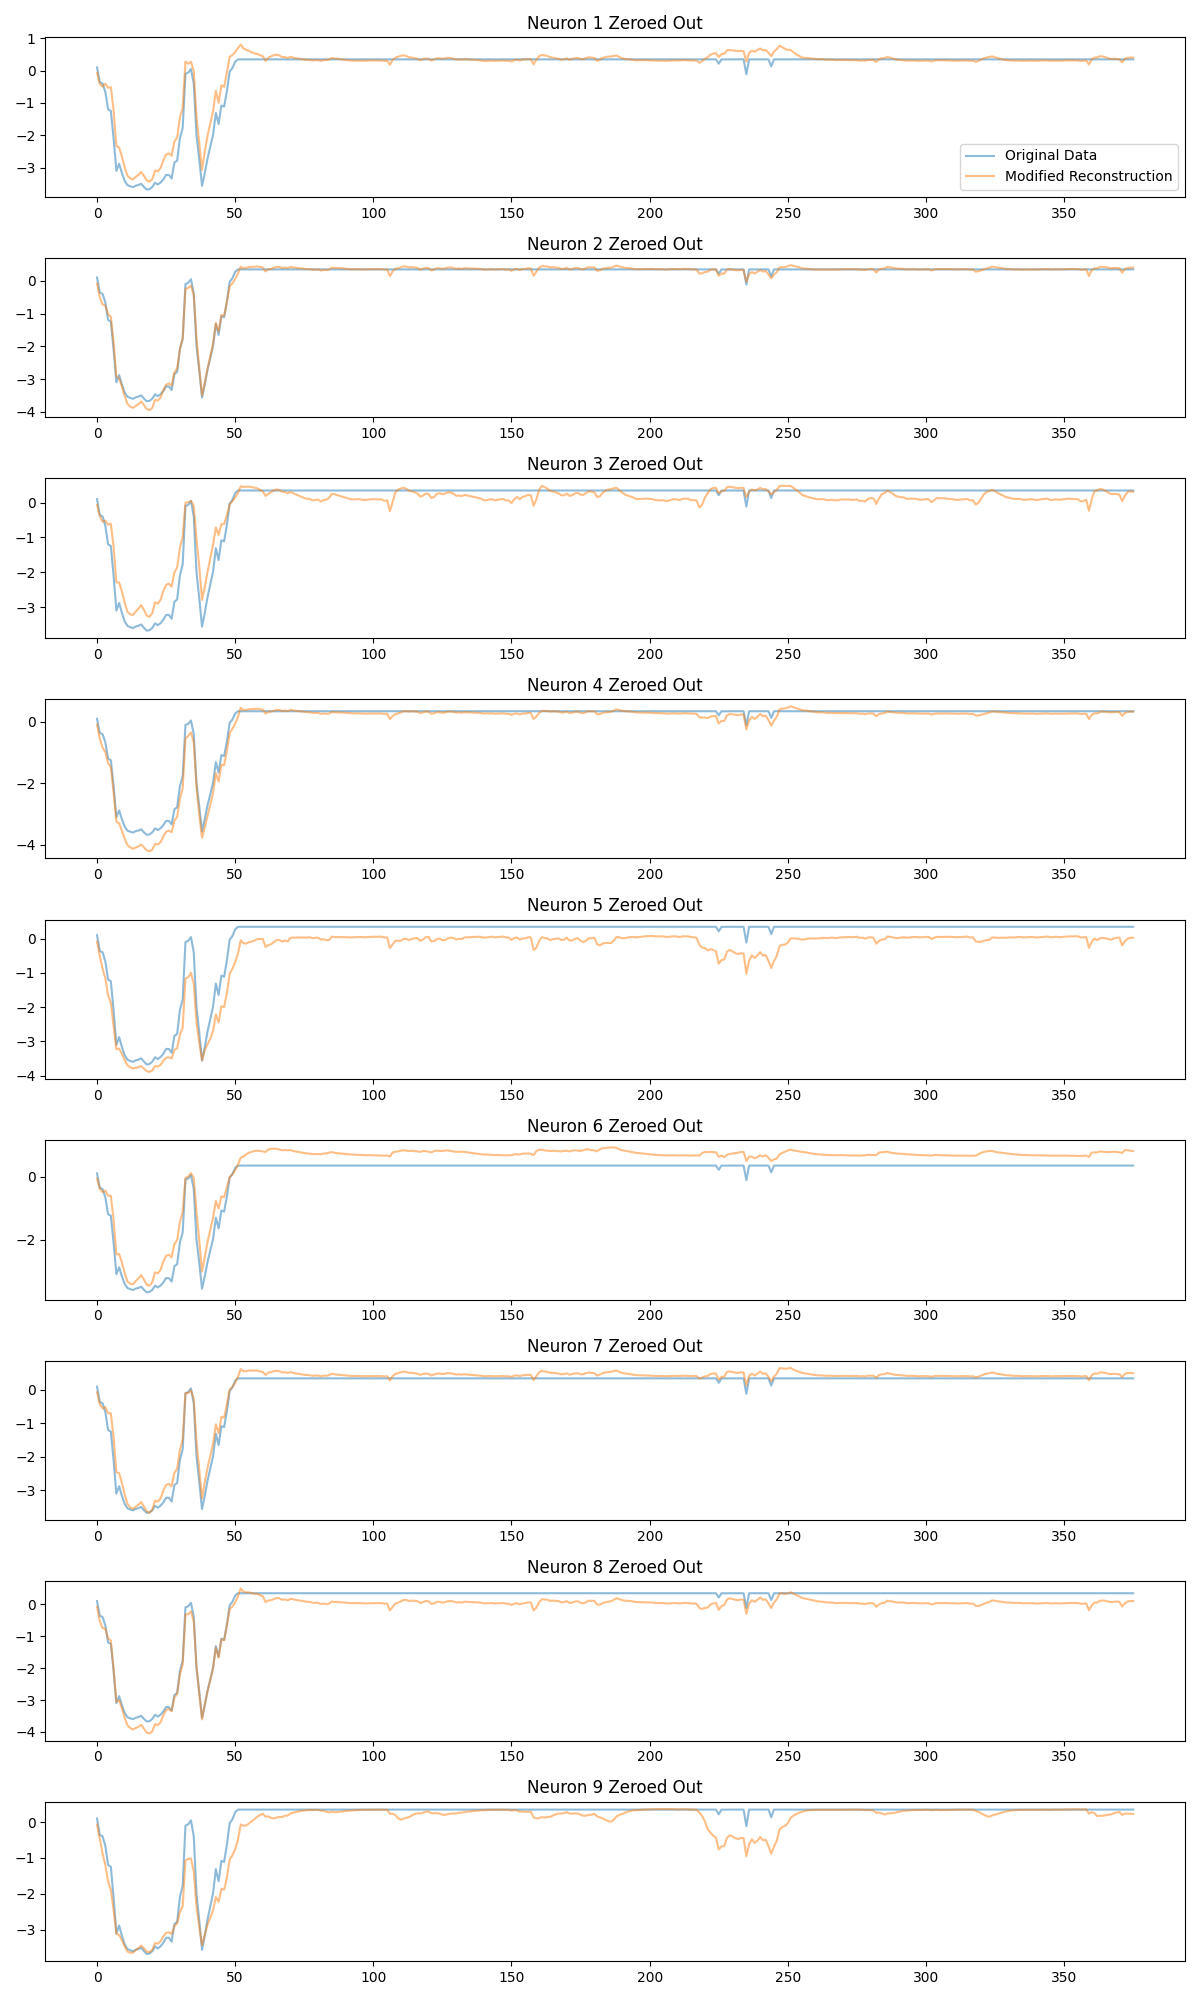 Neuron 1 Zeroed Out
1
0
−1
−2
−3
Original Data
Modified Reconstruction
0 50 100 150 200 250 300 350
Neuron 2 Zeroed Out
0
−1
−2
−3
−4
0 50 100 150 200 250 300 350
Neuron 3 Zeroed Out
0
−1
−2
−3
0 50 100 150 200 250 300 350
Neuron 4 Zeroed Out
0
−2
−4
0 50 100 150 200 250 300 350
Neuron 5 Zeroed Out
0
−1
−2
−3
−4
0 50 100 150 200 250 300 350
Neuron 6 Zeroed Out
0
−2
0 50 100 150 200 250 300 350
Neuron 7 Zeroed Out
0
−1
−2
−3
0 50 100 150 200 250 300 350
Neuron 8 Zeroed Out
0
−1
−2
−3
−4
0 50 100 150 200 250 300 350
Neuron 9 Zeroed Out
0
−1
−2
−3
0 50 100 150 200 250 300 350